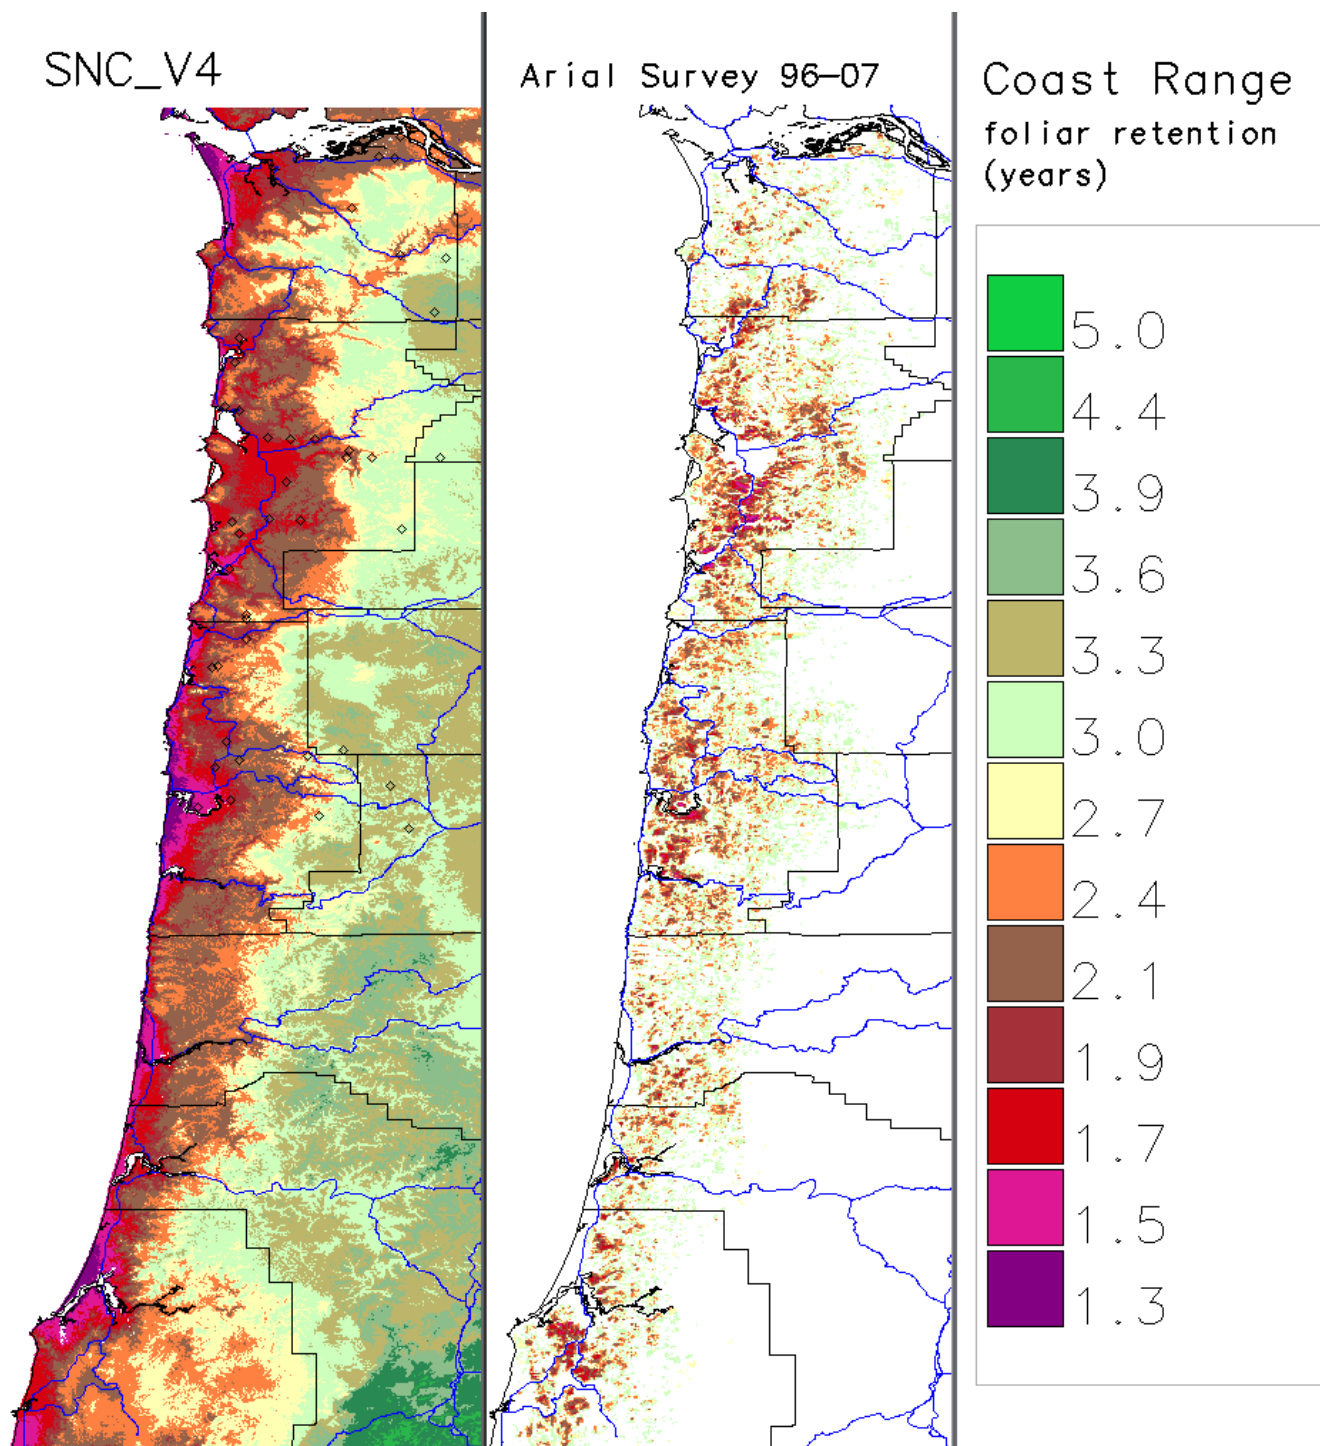 SNC_V4
Arial Survey 96-07
Coast Range
foliar retention
(years)
5.0
4.4
3.9
3.6
3.3
3.0
2.7
2.4
2.1
1.9
1.7
1.5
1.3